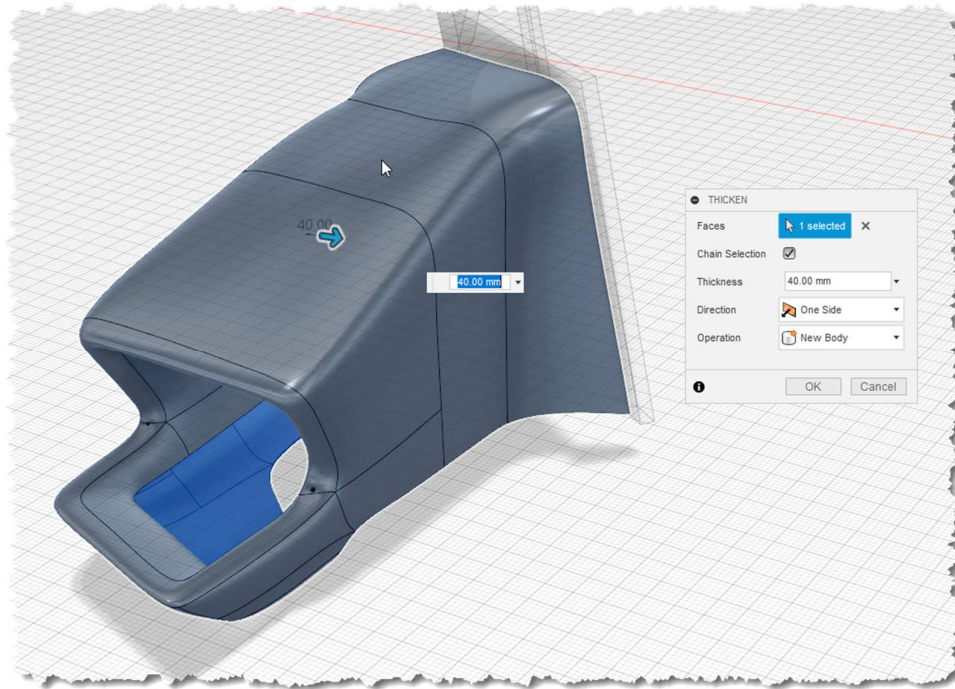 THICKEN
Faces
1 selected
Chain Selection
Thickness
40.00 mm
Direction
One Side
Operation
New Body
OK
Cancel
40.00
40.00 mm